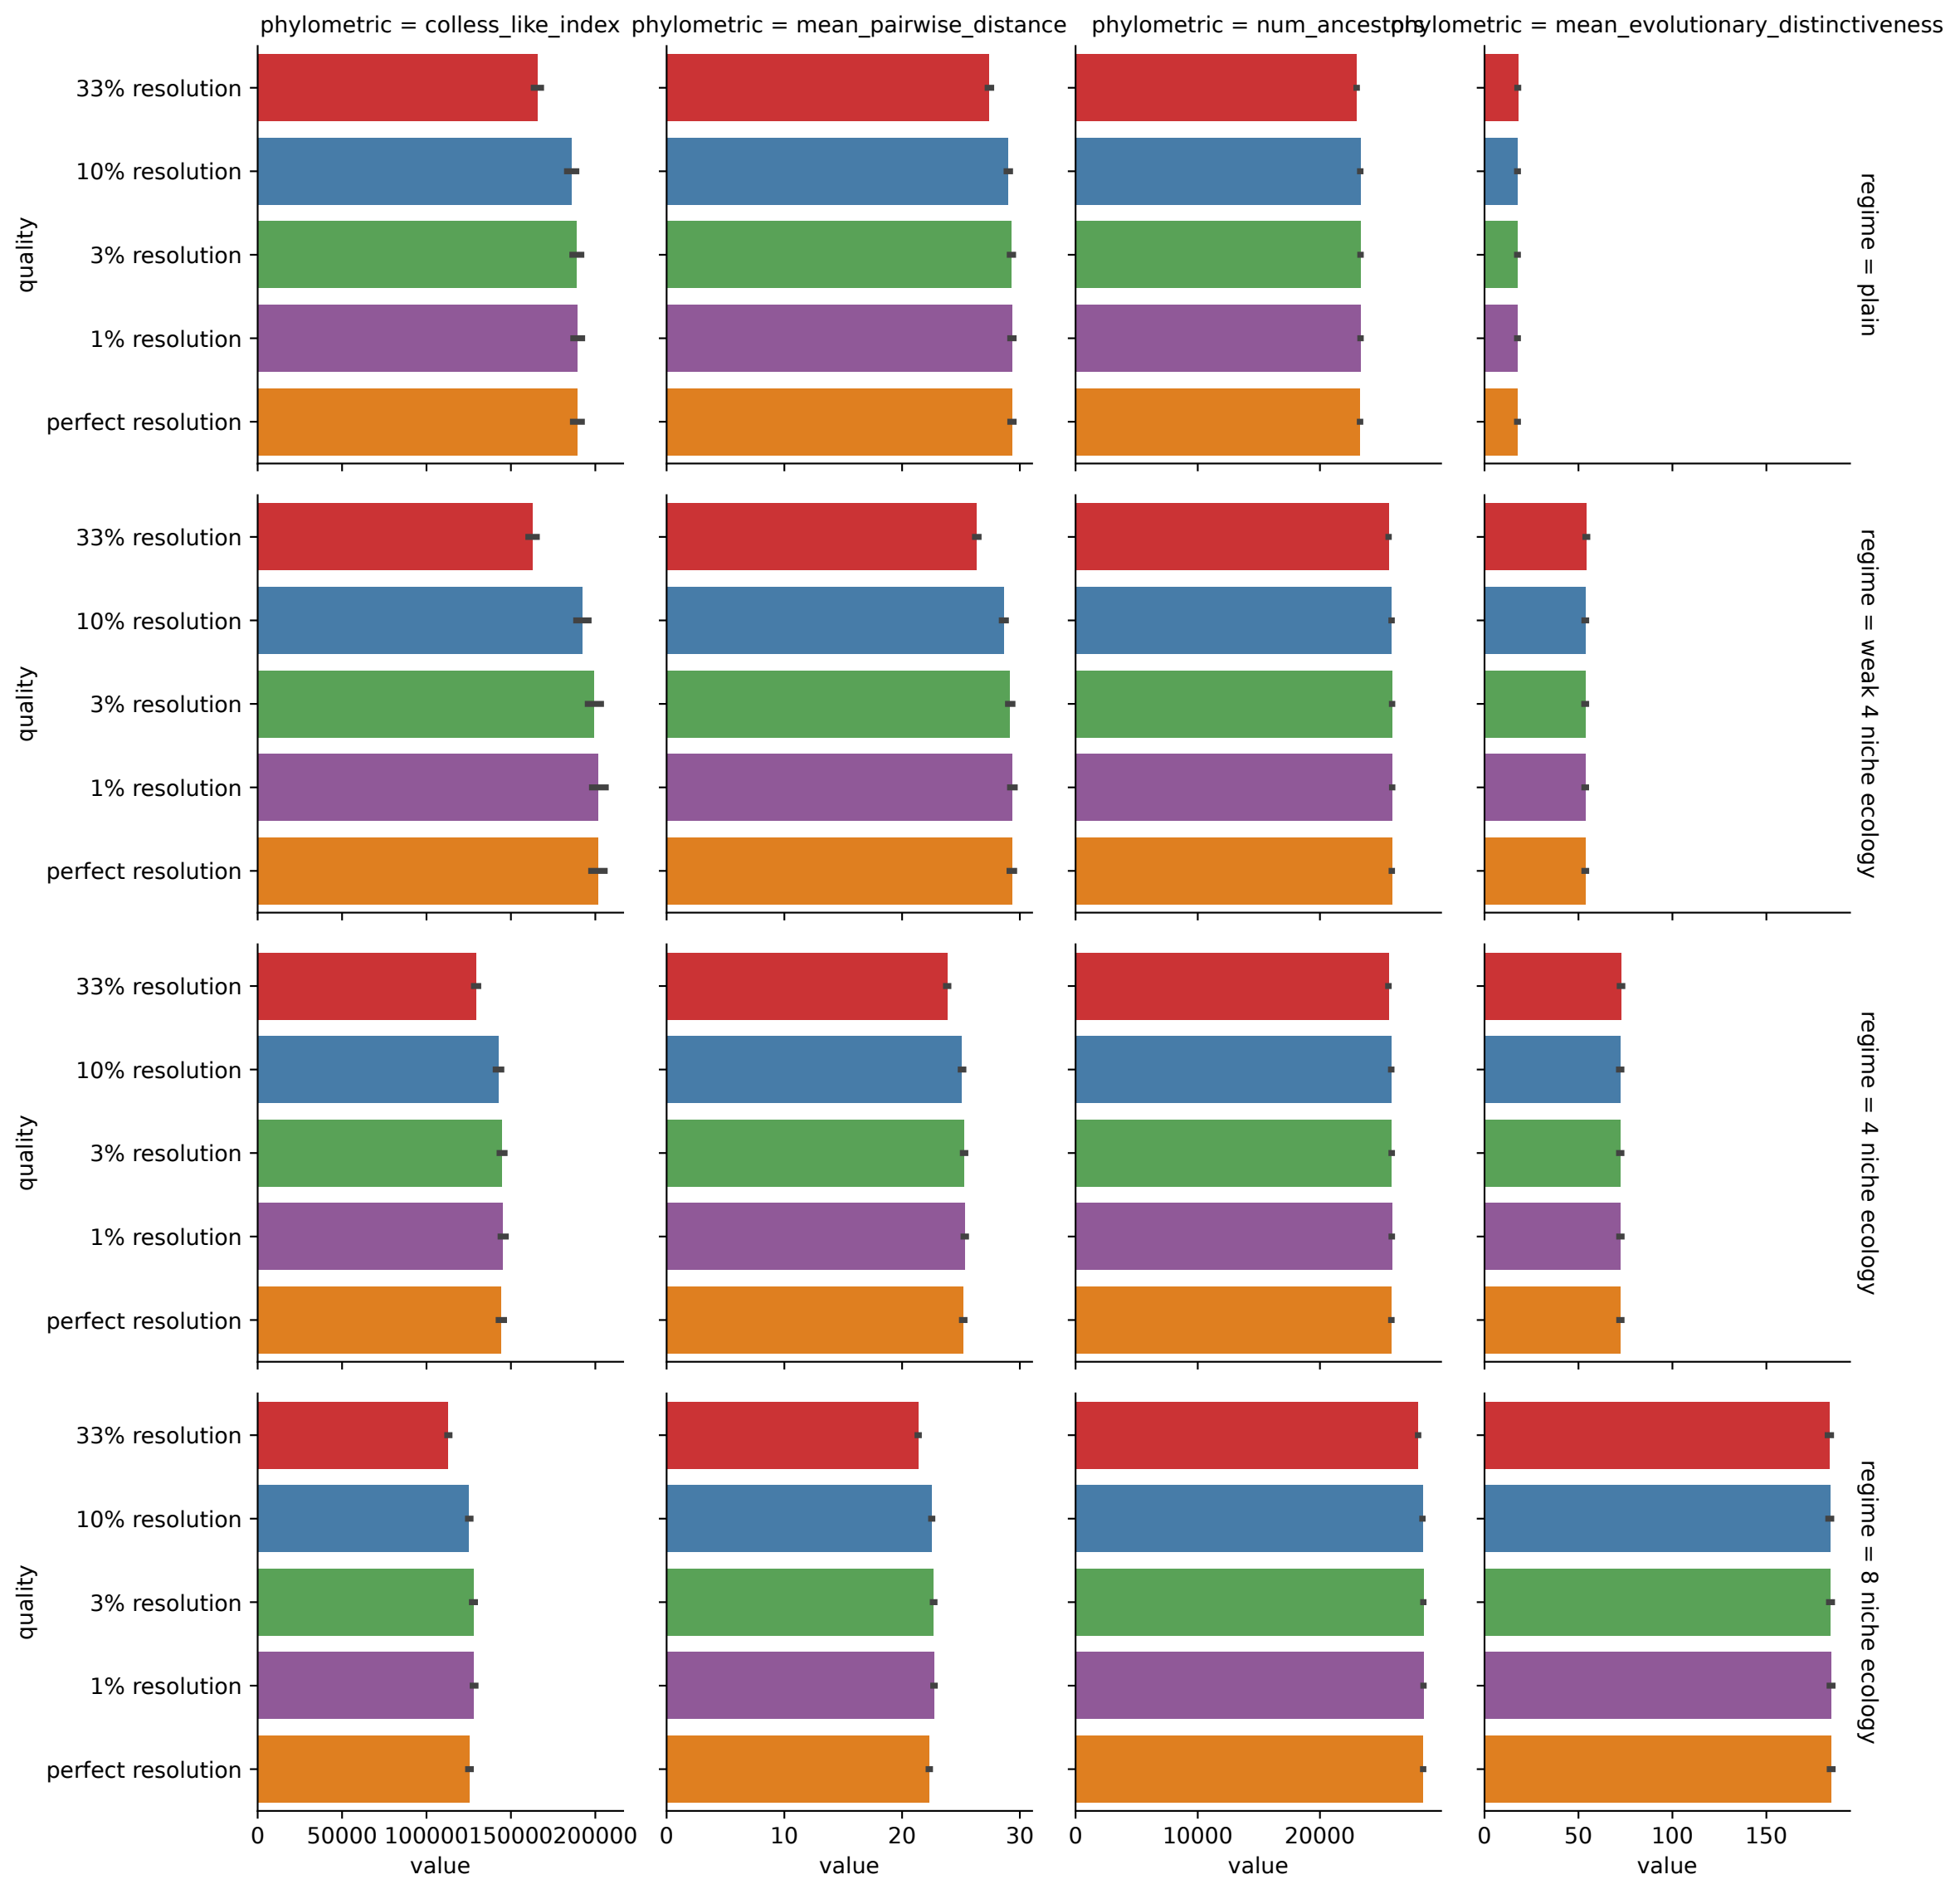 phylometric = colless_like_index
phylometric = mean_pairwise_distance
phylometric = num_ancestors
phylometric = mean_evolutionary_distinctiveness
quality
33% resolution
10% resolution
3% resolution
1% resolution
perfect resolution
regime = plain
quality
33% resolution
10% resolution
3% resolution
1% resolution
perfect resolution
regime = weak 4 niche ecology
quality
33% resolution
10% resolution
3% resolution
1% resolution
perfect resolution
regime = 4 niche ecology
quality
33% resolution
10% resolution
3% resolution
1% resolution
perfect resolution
regime = 8 niche ecology
0 50000 100000 150000 200000
value
0 10 20 30
value
0 10000 20000
value
0 50 100 150
value